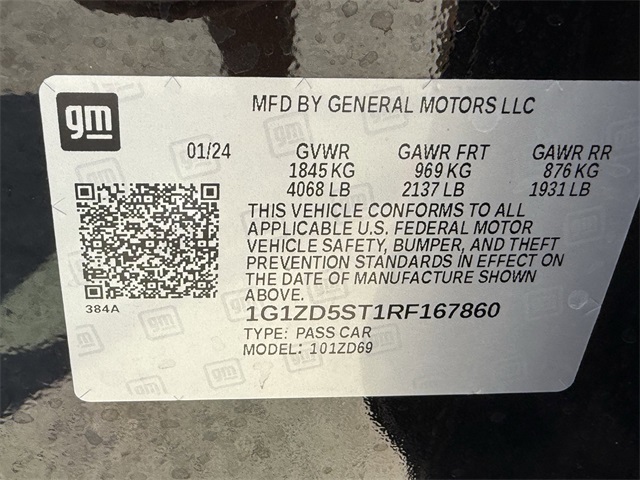 gm
MFD BY GENERAL MOTORS LLC
01/24 GVWR GAWR FRT GAWR RR
1845 KG 969 KG 876 KG
4068 LB 2137 LB 1931 LB
THIS VEHICLE CONFORMS TO ALL
APPLICABLE U.S. FEDERAL MOTOR
VEHICLE SAFETY, BUMPER, AND THEFT
PREVENTION STANDARDS IN EFFECT ON
THE DATE OF MANUFACTURE SHOWN
ABOVE.
384A
1G1ZD5ST1RF167860
TYPE: PASS CAR
MODEL: 101ZD69